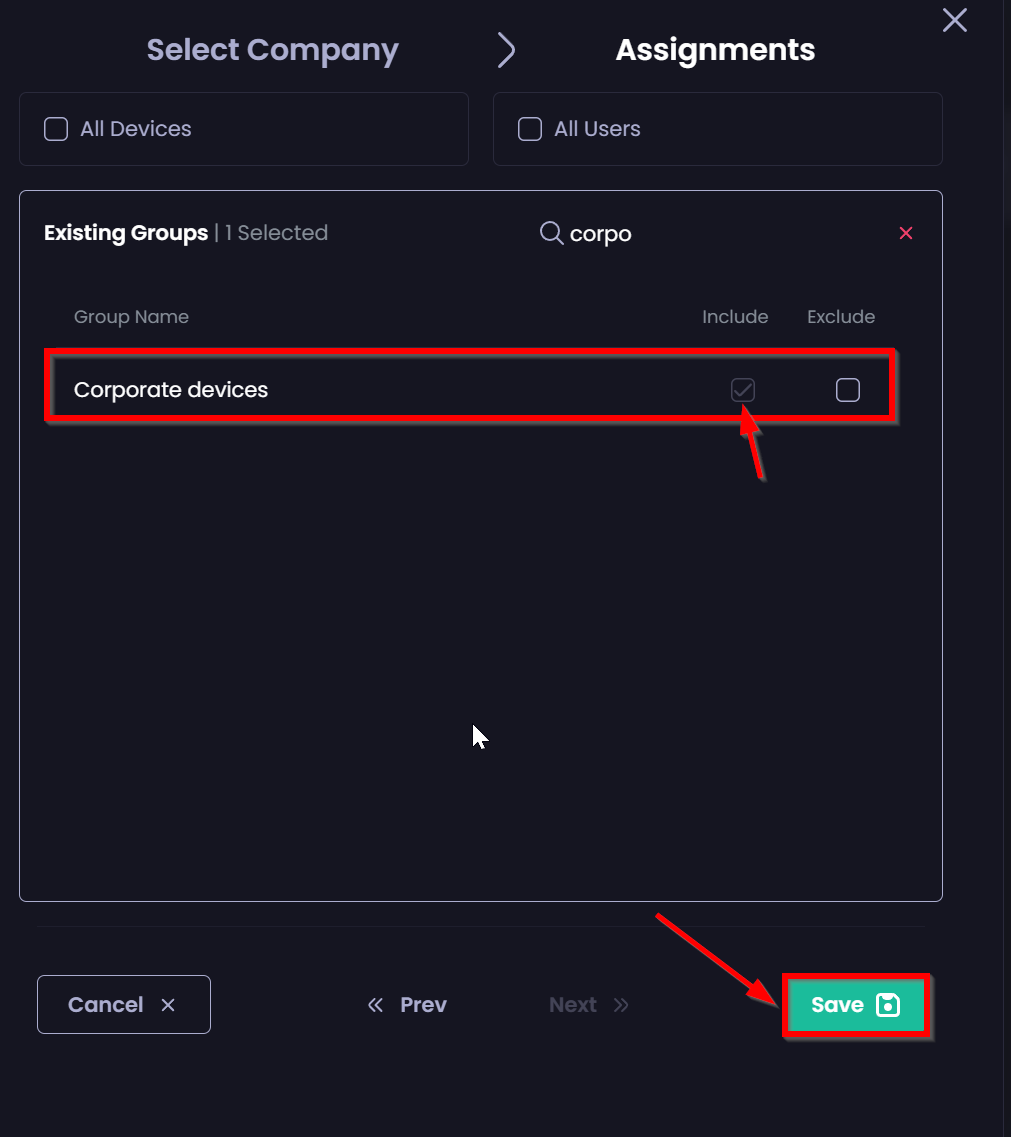 Select Company Assignments
All Devices All Users
Existing Groups | 1 Selected corpo
Group Name Include Exclude
Corporate devices
Cancel Prev Next Save